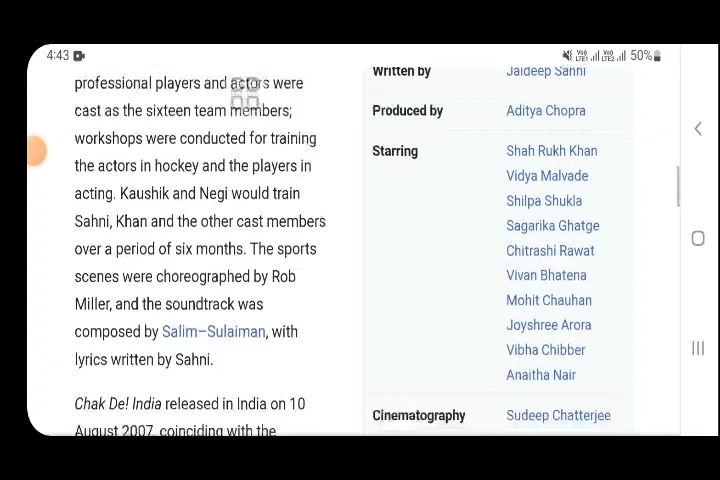 4:43
Vo) LTE1 Vo) LTE2 50%
professional players and actors were
cast as the sixteen team members;
workshops were conducted for training
the actors in hockey and the players in
acting. Kaushik and Negi would train
Sahni, Khan and the other cast members
over a period of six months. The sports
scenes were choreographed by Rob
Miller, and the soundtrack was
composed by Salim–Sulaiman, with
lyrics written by Sahni.
Chak De! India released in India on 10
August 2007, coinciding with the
Written by Jaideep Sahni
Produced by Aditya Chopra
Starring Shah Rukh Khan
Vidya Malvade
Shilpa Shukla
Sagarika Ghatge
Chitrashi Rawat
Vivan Bhatena
Mohit Chauhan
Joyshree Arora
Vibha Chibber
Anaitha Nair
Cinematography Sudeep Chatterjee